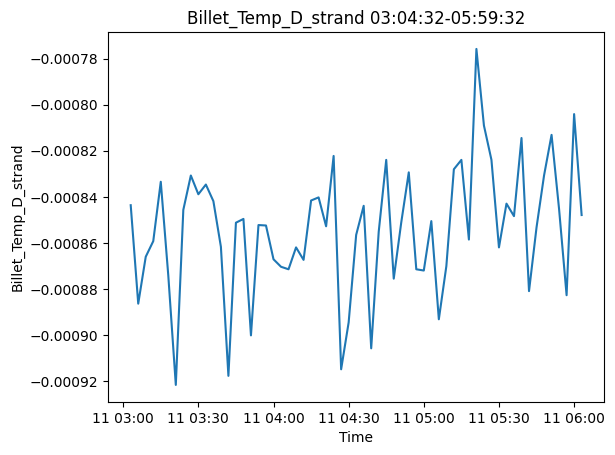 Billet_Temp_D_strand 03:04:32-05:59:32
Billet_Temp_D_strand
−0.00078
−0.00080
−0.00082
−0.00084
−0.00086
−0.00088
−0.00090
−0.00092
11 03:00 11 03:30 11 04:00 11 04:30 11 05:00 11 05:30 11 06:00
Time